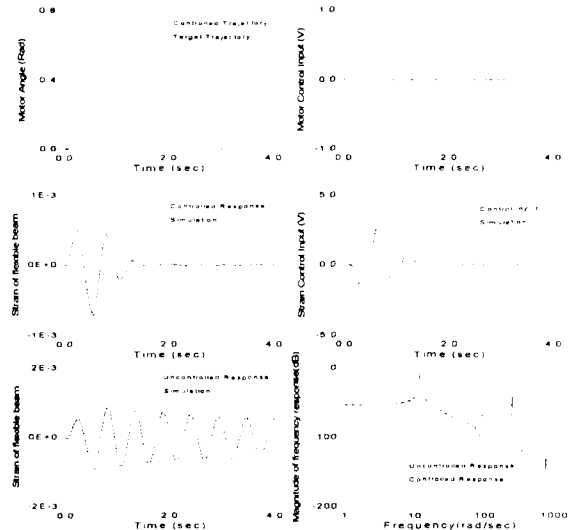 0.8
Controlled Trajectory
Target Trajectory
0.4
0.0
Motor Angle (Rad)
0.0 2.0 4.0
Time (sec)
1.0
0.0
-1.0
Motor Control Input (V)
0.0 2.0 4.0
Time (sec)
1E-3
Controlled Response
Simulation
0E+0
-1E-3
Strain of flexible beam
0.0 2.0 4.0
Time (sec)
5.0
Simulation
0.0
-5.0
Strain Control Input (V)
0.0 2.0 4.0
Time (sec)
2E-3
Uncontrolled Response
Simulation
0E+0
-2E-3
Strain of flexible beam
0.0 2.0 4.0
Time (sec)
0
100
-200
Magnitude of frequency response(dB)
Uncontrolled Response
Controlled Response
1 10 100 1000
Frequency(rad/sec)